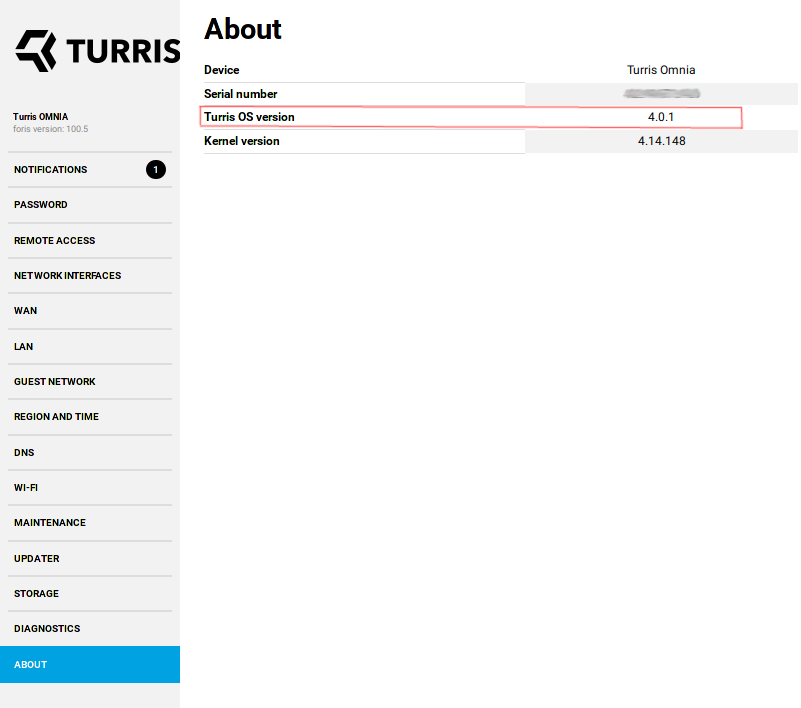 TURRIS
Turris OMNIA
foris version: 100.5
NOTIFICATIONS 1
PASSWORD
REMOTE ACCESS
NETWORK INTERFACES
WAN
LAN
GUEST NETWORK
REGION AND TIME
DNS
WI-FI
MAINTENANCE
UPDATER
STORAGE
DIAGNOSTICS
ABOUT
About
Device Turris Omnia
Serial number
Turris OS version 4.0.1
Kernel version 4.14.148